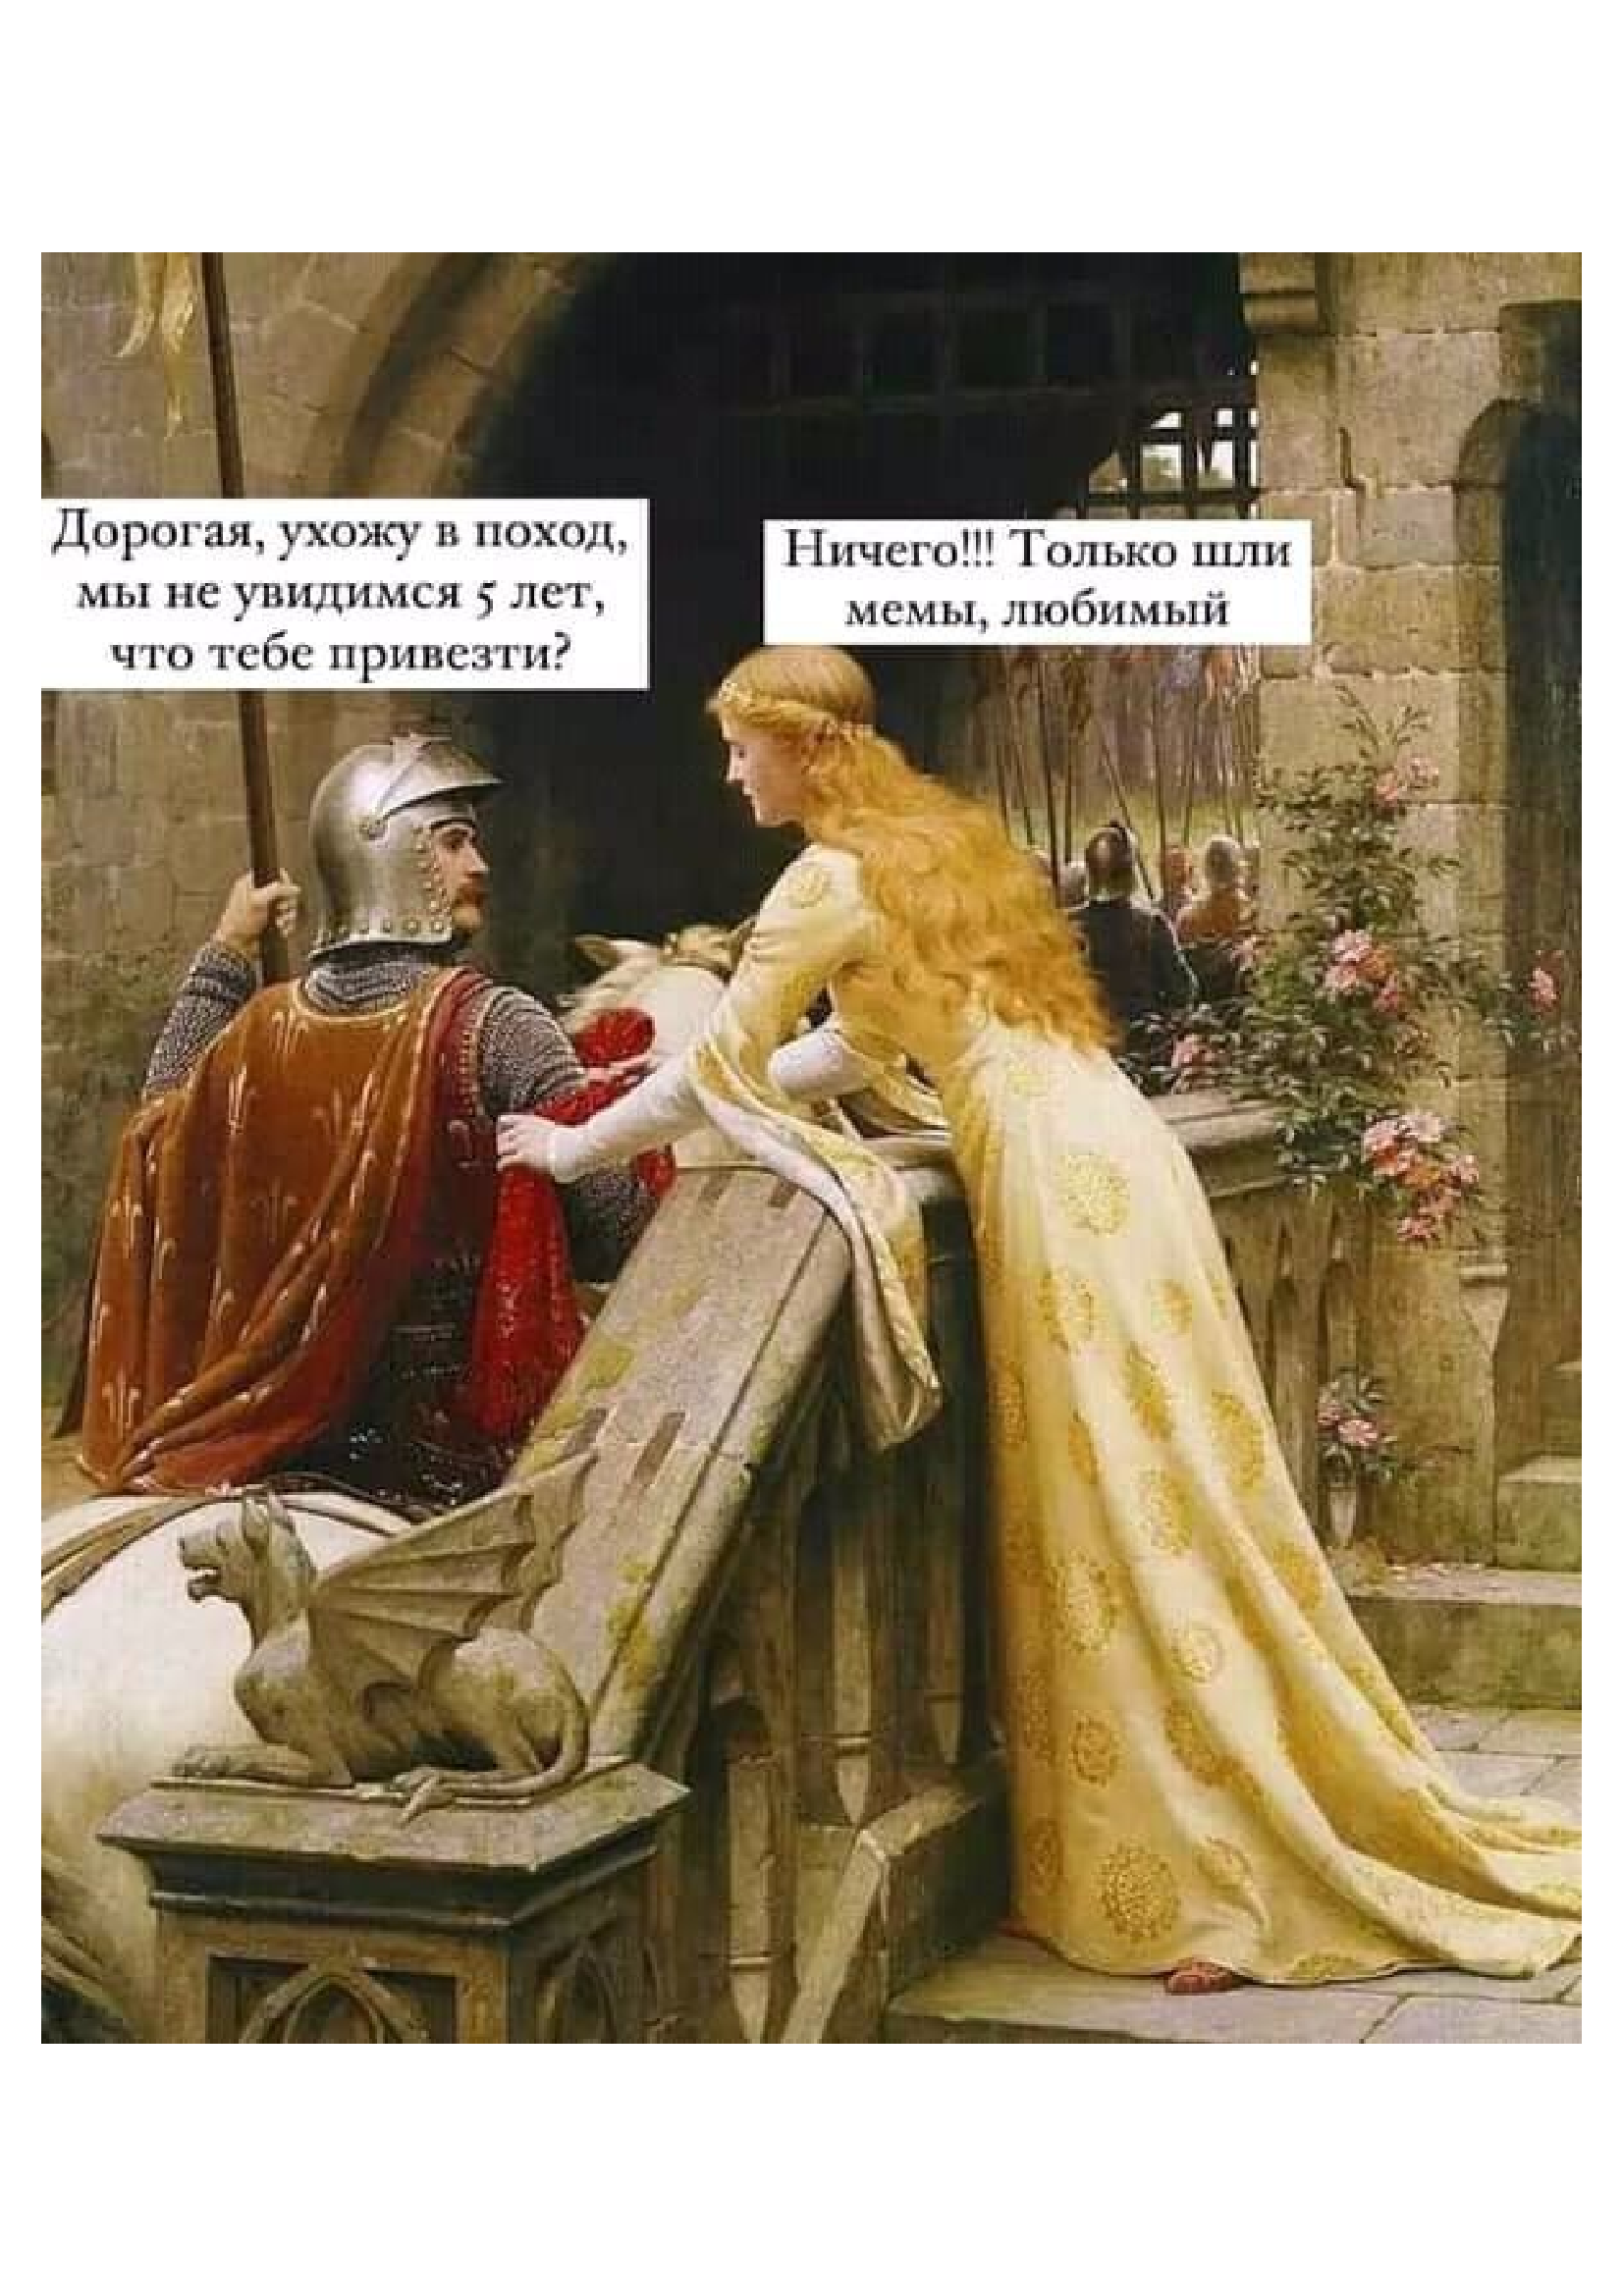 Дорогая, ухожу в поход,
мы не увидимся 5 лет,
что тебе привезти?
Ничего!!! Только шли
мемы, любимый